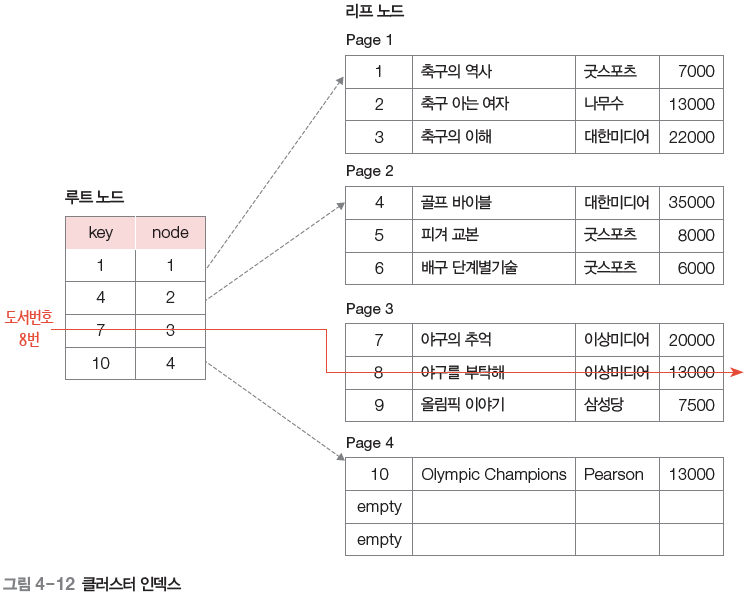 리프 노드
Page 1
1 축구의 역사 굿스포츠 7000
2 축구 아는 여자 나무수 13000
3 축구의 이해 대한미디어 22000
Page 2
4 골프 바이블 대한미디어 35000
5 피겨 교본 굿스포츠 8000
6 배구 단계별기술 굿스포츠 6000
Page 3
7 야구의 추억 이상미디어 20000
8 야구를 부탁해 이상미디어 13000
9 올림픽 이야기 삼성당 7500
Page 4
10 Olympic Champions Pearson 13000
empty
empty
루트 노드
key node
1 1
4 2
7 3
10 4
도서번호
8번
그림 4-12 클러스터 인덱스